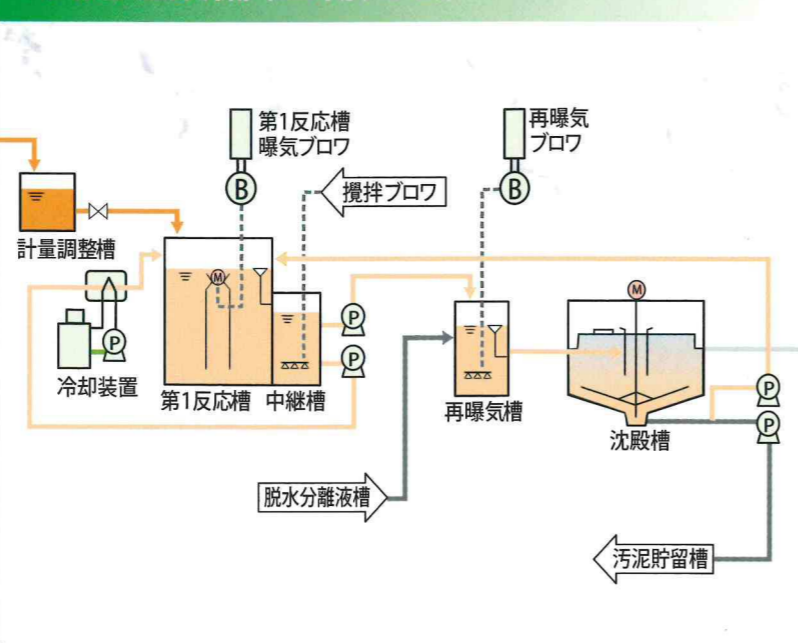 第1反応槽
曝気ブロワ
再曝気
ブロワ
B
B
攪拌ブロワ
計量調整槽
M
M
P
P
P
P
P
冷却装置
第1反応槽
中継槽
再曝気槽
沈殿槽
脱水分離液槽
汚泥貯留槽